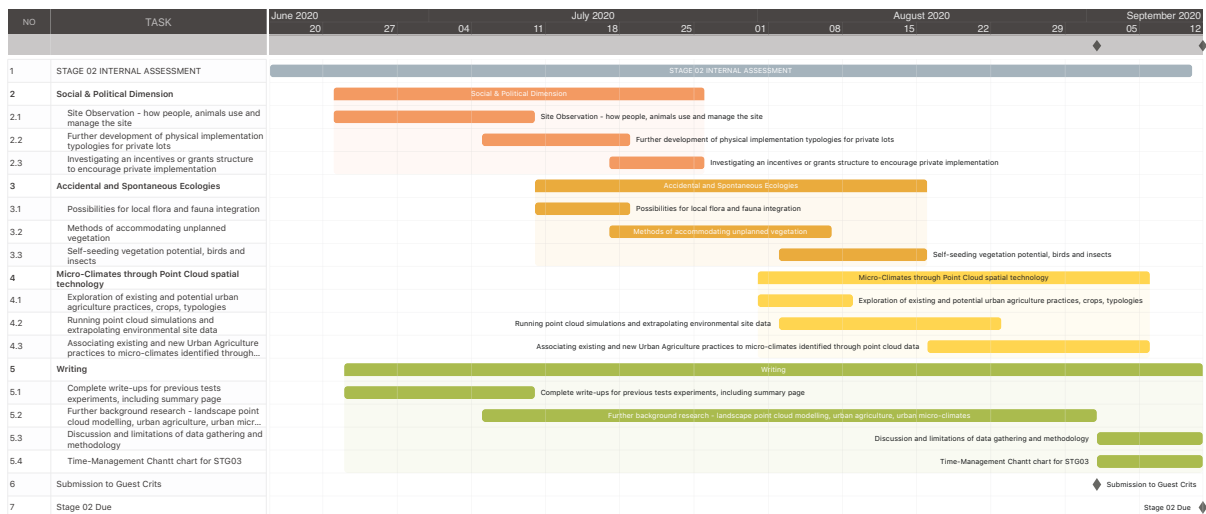 NO TASK June 2020 July 2020 August 2020 September 2020
20 27 04 11 18 25 01 08 15 22 29 05 12
1 STAGE 02 INTERNAL ASSESSMENT STAGE 02 INTERNAL ASSESSMENT
2 Social & Political Dimension Social & Political Dimension
2.1 Site Observation - how people, animals use and
manage the site
Site Observation - how people, animals use and manage the site
2.2 Further development of physical implementation
typologies for private lots
Further development of physical implementation typologies for private lots
2.3 Investigating an incentives or grants structure
to encourage private implementation
Investigating an incentives or grants structure to encourage private implementation
3 Accidental and Spontaneous Ecologies Accidental and Spontaneous Ecologies
3.1 Possibilities for local flora and fauna integration Possibilities for local flora and fauna integration
3.2 Methods of accommodating unplanned
vegetation
Methods of accommodating unplanned vegetation
3.3 Self-seeding vegetation potential, birds and
insects
Self-seeding vegetation potential, birds and insects
4 Micro-Climates through Point Cloud spatial
technology
Micro-Climates through Point Cloud spatial technology
4.1 Exploration of existing and potential urban
agriculture practices, crops, typologies
Exploration of existing and potential urban agriculture practices, crops, typologies
4.2 Running point cloud simulations and
extrapolating environmental site data
Running point cloud simulations and extrapolating environmental site data
4.3 Associating existing and new Urban Agriculture
practices to micro-climates identified through...
Associating existing and new Urban Agriculture practices to micro-climates identified through point cloud data
5 Writing Writing
5.1 Complete write-ups for previous tests
experiments, including summary page
Complete write-ups for previous tests experiments, including summary page
5.2 Further background research - landscape point
cloud modelling, urban agriculture, urban micr...
Further background research - landscape point cloud modelling, urban agriculture, urban micro-climates
5.3 Discussion and limitations of data gathering and
methodology
Discussion and limitations of data gathering and methodology
5.4 Time-Management Chantt chart for STG03 Time-Management Chantt chart for STG03
6 Submission to Guest Crits Submission to Guest Crits
7 Stage 02 Due Stage 02 Due